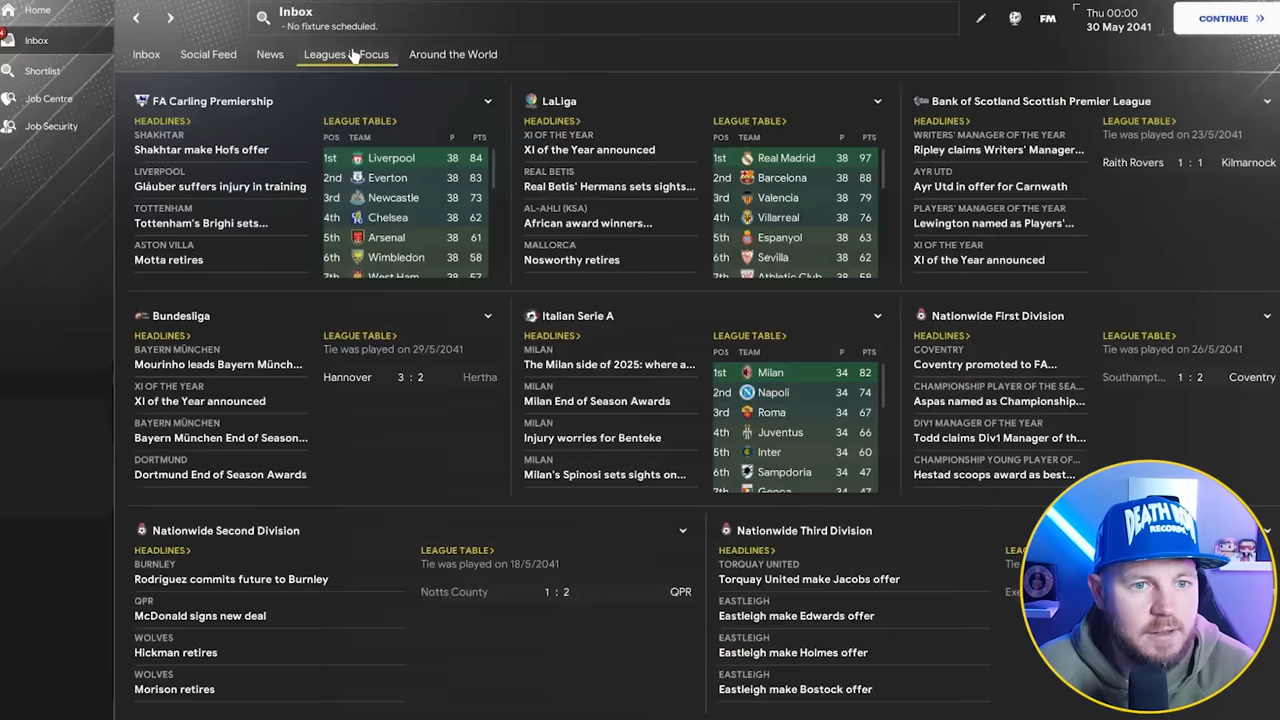 Home
Inbox
Shortlist
Job Centre
Job Security
Inbox
- No fixture scheduled.
FM
Thu 00:00
30 May 2041
CONTINUE
Inbox
Social Feed
News
Leagues Focus
Around the World
FA Carling Premiership
HEADLINES>
SHAKHTAR
Shakhtar make Hofs offer
LIVERPOOL
Gläuber suffers injury in training
TOTTENHAM
Tottenham's Brighi sets...
ASTON VILLA
Motta retires
LEAGUE TABLE>
POS TEAM P PTS
1st Liverpool 38 84
2nd Everton 38 83
3rd Newcastle 38 73
4th Chelsea 38 62
5th Arsenal 38 61
6th Wimbledon 38 58
7th West Ham 38 57
LaLiga
HEADLINES>
XI OF THE YEAR
XI of the Year announced
REAL BETIS
Real Betis' Hermans sets sights...
AL-AHLI (KSA)
African award winners...
MALLORCA
Nosworthy retires
LEAGUE TABLE>
POS TEAM P PTS
1st Real Madrid 38 97
2nd Barcelona 38 88
3rd Valencia 38 79
4th Villarreal 38 76
5th Espanyol 38 63
6th Sevilla 38 62
7th Athletic Club 38 58
Bank of Scotland Scottish Premier League
HEADLINES>
WRITERS' MANAGER OF THE YEAR
Ripley claims Writers' Manager...
AYR UTD
Ayr Utd in offer for Carnwath
PLAYERS' MANAGER OF THE YEAR
Lewington named as Players'...
XI OF THE YEAR
XI of the Year announced
LEAGUE TABLE>
Tie was played on 23/5/2041
Raith Rovers 1 : 1 Kilmarnock
Bundesliga
HEADLINES>
BAYERN MÜNCHEN
Mourinho leads Bayern Münch...
XI OF THE YEAR
XI of the Year announced
BAYERN MÜNCHEN
Bayern München End of Season...
DORTMUND
Dortmund End of Season Awards
LEAGUE TABLE>
Tie was played on 29/5/2041
Hannover 3 : 2 Hertha
Italian Serie A
HEADLINES>
MILAN
The Milan side of 2025: where a...
MILAN
Milan End of Season Awards
MILAN
Injury worries for Benteke
MILAN
Milan's Spinosi sets sights on...
LEAGUE TABLE>
POS TEAM P PTS
1st Milan 34 82
2nd Napoli 34 74
3rd Roma 34 67
4th Juventus 34 66
5th Inter 34 60
6th Sampdoria 34 47
7th Genoa 34 47
Nationwide First Division
HEADLINES>
COVENTRY
Coventry promoted to FA...
CHAMPIONSHIP PLAYER OF THE SEA...
Aspas named as Championship...
DIV1 MANAGER OF THE YEAR
Todd claims Div1 Manager of th...
CHAMPIONSHIP YOUNG PLAYER OF...
Hestad scoops award as best...
LEAGUE TABLE>
Tie was played on 26/5/2041
Southampt... 1 : 2 Coventry
Nationwide Second Division
HEADLINES>
BURNLEY
Rodríguez commits future to Burnley
QPR
McDonald signs new deal
WOLVES
Hickman retires
WOLVES
Morison retires
LEAGUE TABLE>
Tie was played on 18/5/2041
Notts County 1 : 2 QPR
Nationwide Third Division
HEADLINES>
TORQUAY UNITED
Torquay United make Jacobs offer
EASTLEIGH
Eastleigh make Edwards offer
EASTLEIGH
Eastleigh make Holmes offer
EASTLEIGH
Eastleigh make Bostock offer
DEATH ROW
RECORDS